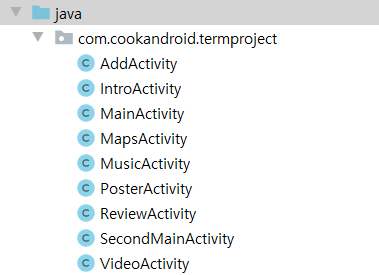 java
com.cookandroid.termproject
C AddActivity
C IntroActivity
C MainActivity
C MapsActivity
C MusicActivity
C PosterActivity
C ReviewActivity
C SecondMainActivity
C VideoActivity